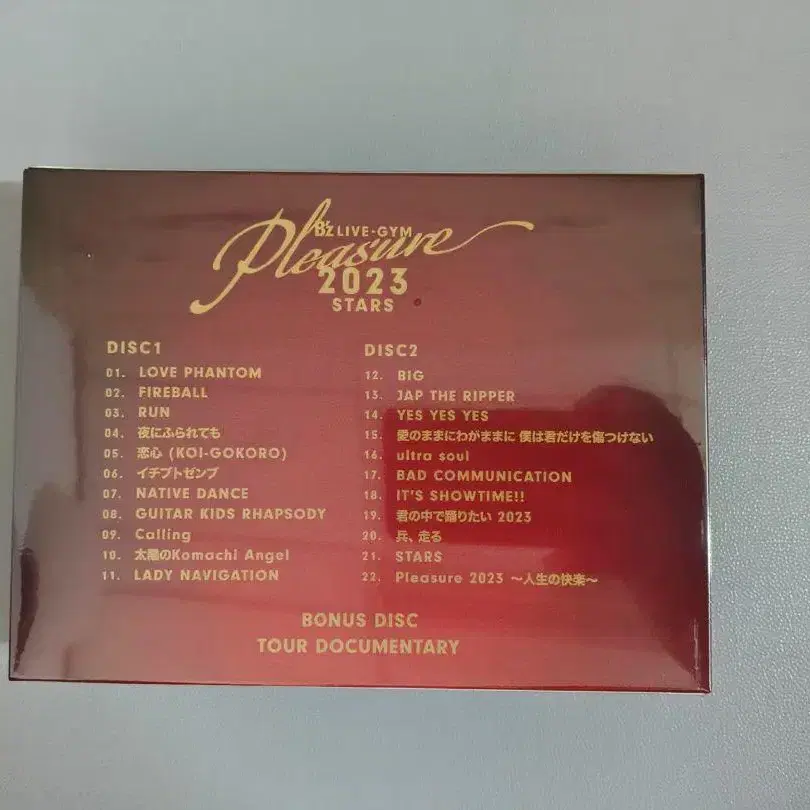 B'z LIVE-GYM
Pleasure
2023
STARS
DISC1
01. LOVE PHANTOM
02. FIREBALL
03. RUN
04. 夜にふられても
05. 恋心 (KOI-GOKORO)
06. イチブトゼンブ
07. NATIVE DANCE
08. GUITAR KIDS RHAPSODY
09. Calling
10. 太陽のKomachi Angel
11. LADY NAVIGATION
DISC2
12. BIG
13. JAP THE RIPPER
14. YES YES YES
15. 愛のままにわがままに 僕は君だけを傷つけない
16. ultra soul
17. BAD COMMUNICATION
18. IT'S SHOWTIME!!
19. 君の中で踊りたい 2023
20. 兵、走る
21. STARS
22. Pleasure 2023 〜人生の快楽〜
BONUS DISC
TOUR DOCUMENTARY